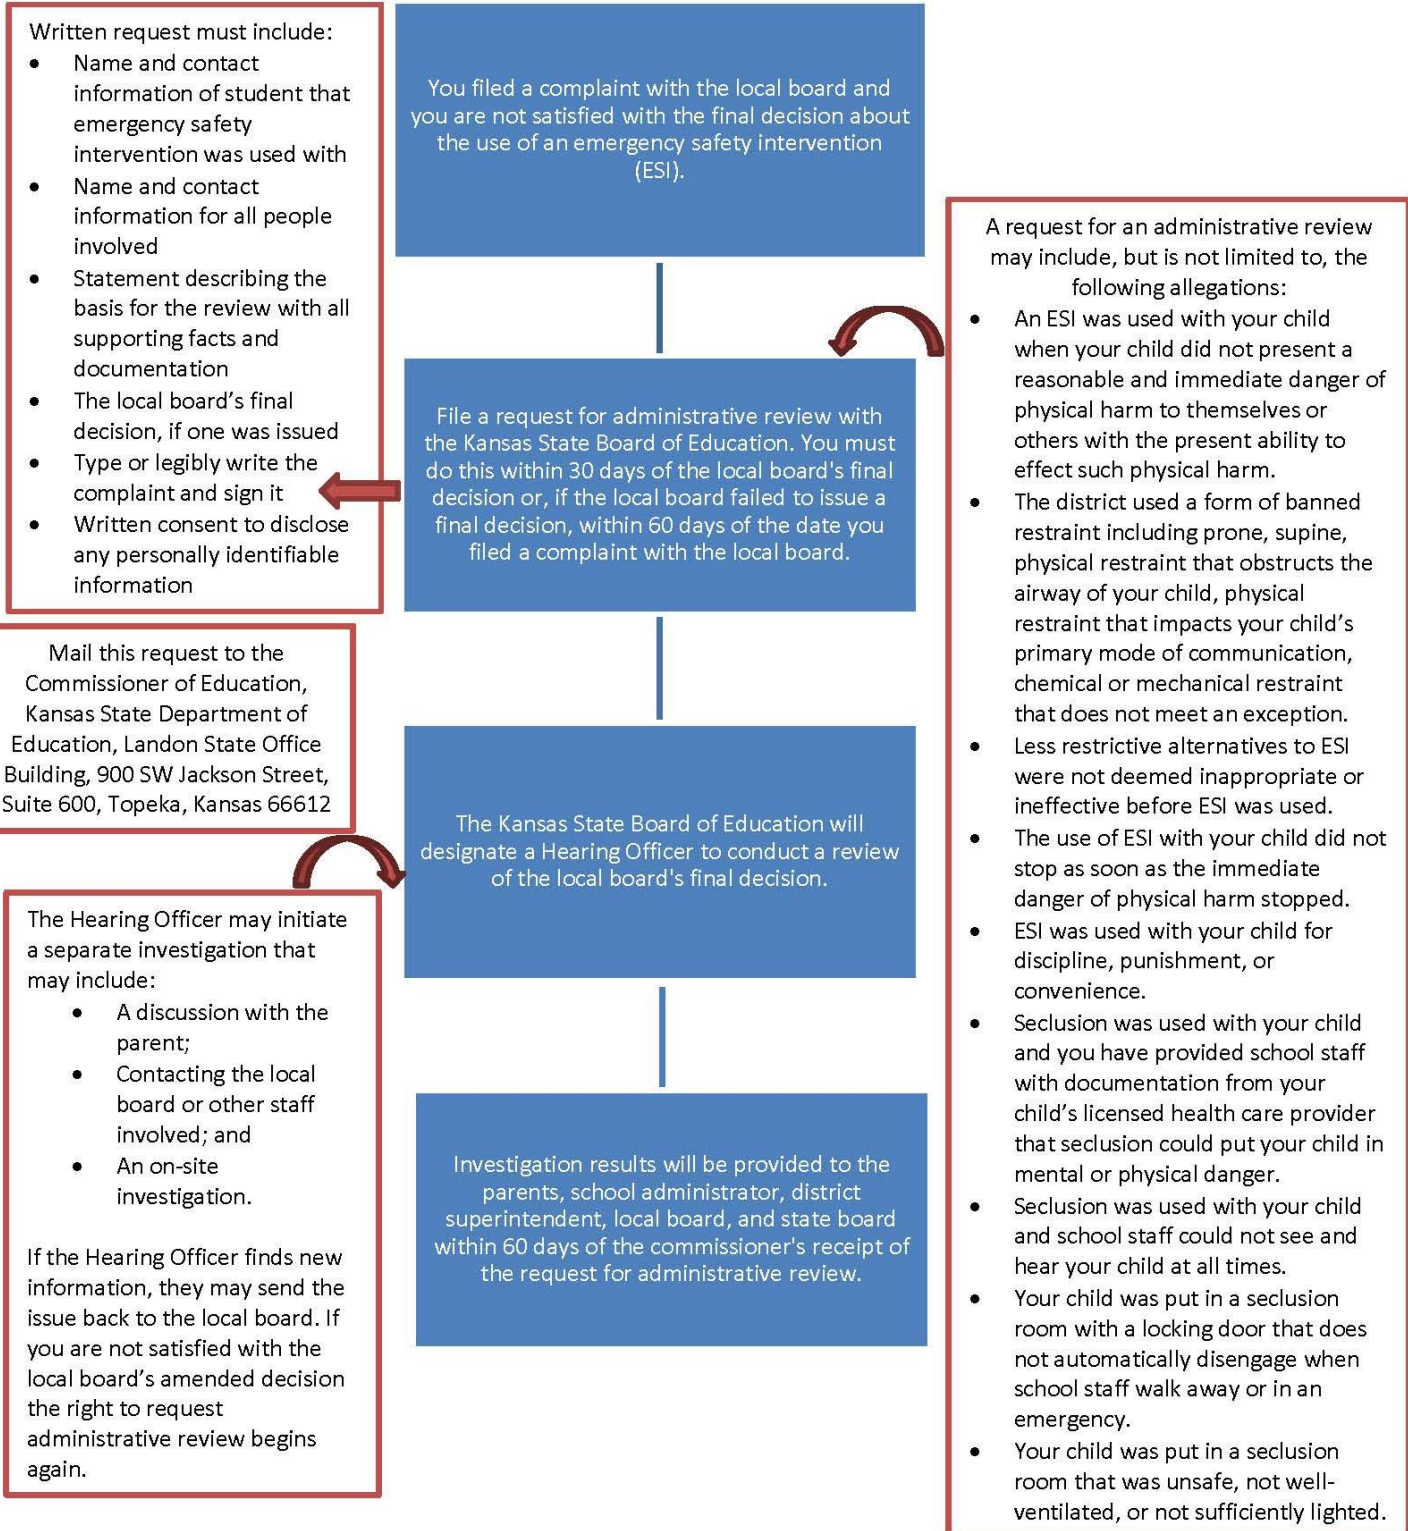 Written request must include:
• Name and contact
information of student that
emergency safety
intervention was used with
• Name and contact
information for all people
involved
• Statement describing the
basis for the review with all
supporting facts and
documentation
• The local board's final
decision, if one was issued
• Type or legibly write the
complaint and sign it
• Written consent to disclose
any personally identifiable
information
Mail this request to the
Commissioner of Education,
Kansas State Department of
Education, Landon State Office
Building, 900 SW Jackson Street,
Suite 600, Topeka, Kansas 66612
The Hearing Officer may initiate
a separate investigation that
may include:
• A discussion with the
parent;
• Contacting the local
board or other staff
involved; and
• An on-site
investigation.
If the Hearing Officer finds new
information, they may send the
issue back to the local board. If
you are not satisfied with the
local board's amended decision
the right to request
administrative review begins
again.
You filed a complaint with the local board and
you are not satisfied with the final decision about
the use of an emergency safety intervention
(ESI).
File a request for administrative review with
the Kansas State Board of Education. You must
do this within 30 days of the local board's final
decision or, if the local board failed to issue a
final decision, within 60 days of the date you
filed a complaint with the local board.
The Kansas State Board of Education will
designate a Hearing Officer to conduct a review
of the local board's final decision.
Investigation results will be provided to the
parents, school administrator, district
superintendent, local board, and state board
within 60 days of the commissioner's receipt of
the request for administrative review.
A request for an administrative review
may include, but is not limited to, the
following allegations:
• An ESI was used with your child
when your child did not present a
reasonable and immediate danger of
physical harm to themselves or
others with the present ability to
effect such physical harm.
• The district used a form of banned
restraint including prone, supine,
physical restraint that obstructs the
airway of your child, physical
restraint that impacts your child's
primary mode of communication,
chemical or mechanical restraint
that does not meet an exception.
• Less restrictive alternatives to ESI
were not deemed inappropriate or
ineffective before ESI was used.
• The use of ESI with your child did not
stop as soon as the immediate
danger of physical harm stopped.
• ESI was used with your child for
discipline, punishment, or
convenience.
• Seclusion was used with your child
and you have provided school staff
with documentation from your
child's licensed health care provider
that seclusion could put your child in
mental or physical danger.
• Seclusion was used with your child
and school staff could not see and
hear your child at all times.
• Your child was put in a seclusion
room with a locking door that does
not automatically disengage when
school staff walk away or in an
emergency.
• Your child was put in a seclusion
room that was unsafe, not well-
ventilated, or not sufficiently lighted.